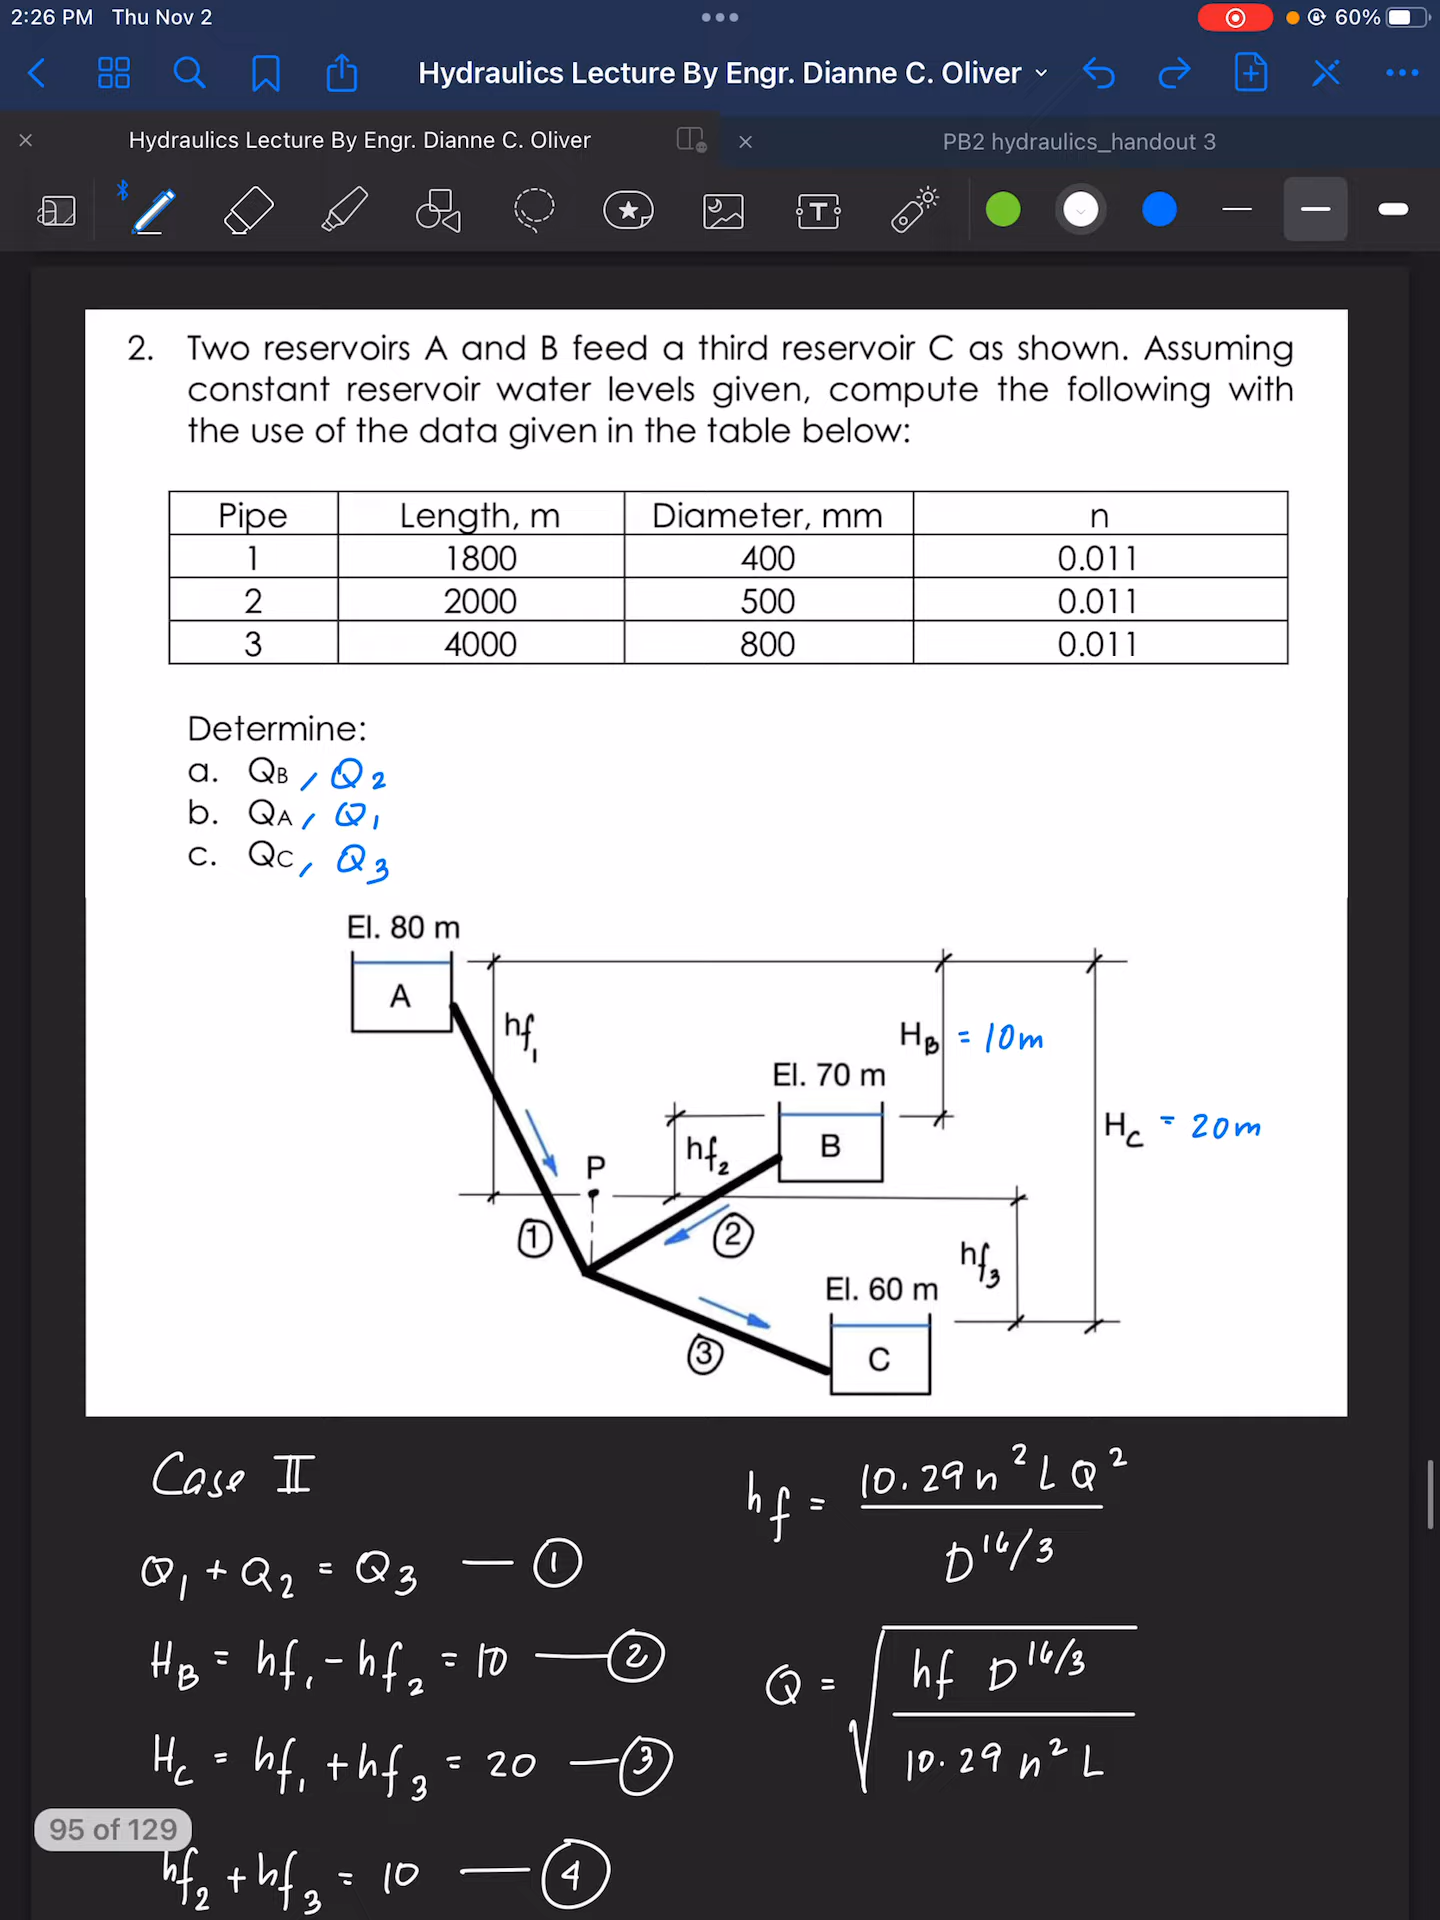 2:26 PM Thu Nov 2
60%
Hydraulics Lecture By Engr. Dianne C. Oliver
Hydraulics Lecture By Engr. Dianne C. Oliver
PB2 hydraulics_handout 3
2. Two reservoirs A and B feed a third reservoir C as shown. Assuming
constant reservoir water levels given, compute the following with
the use of the data given in the table below:
Pipe Length, m Diameter, mm n
1 1800 400 0.011
2 2000 500 0.011
3 4000 800 0.011
Determine:
a. QB, Q2
b. QA, Q1
c. QC, Q3
El. 80 m
A
hf1
HB = 10m
El. 70 m
HC = 20m
hf2
B
P
1
2
hf3
El. 60 m
3
C
Case II
hf = 10.29 n² L Q² / D^16/3
Q1 + Q2 = Q3 — 1
HB = hf1 - hf2 = 10 — 2
Q = √ hf D^16/3 / 10.29 n² L
HC = hf1 + hf3 = 20 — 3
95 of 129
hf2 + hf3 = 10 — 4